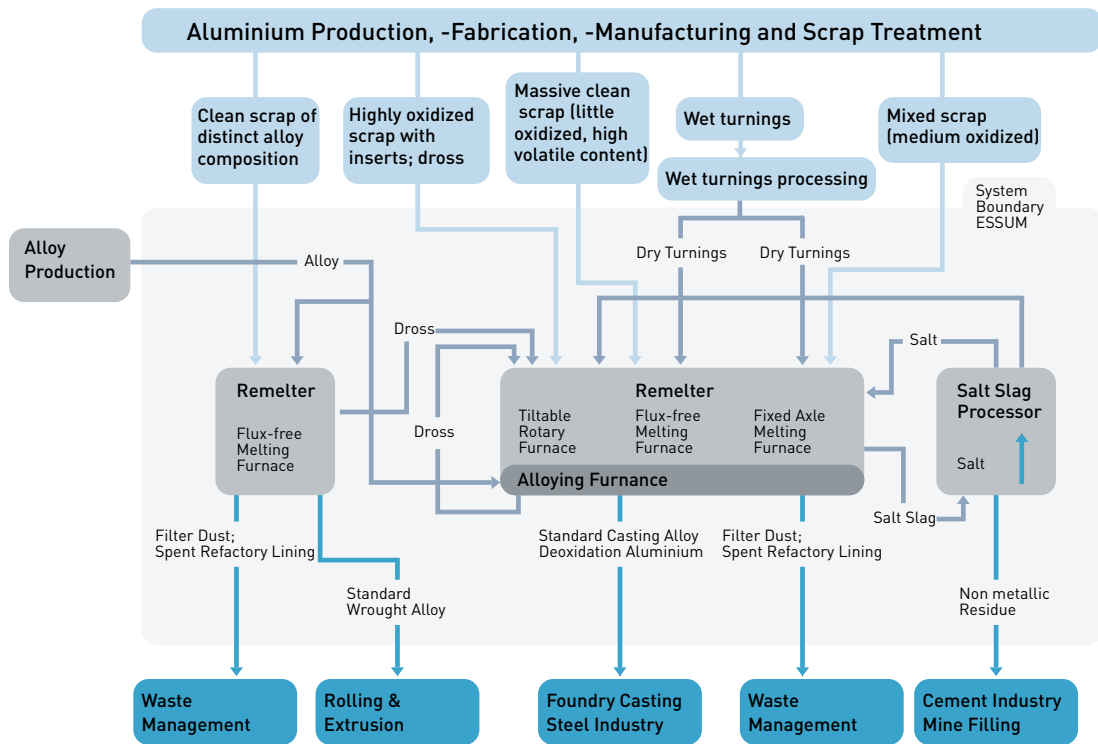 Aluminium Production, -Fabrication, -Manufacturing and Scrap Treatment
Clean scrap of
distinct alloy
composition
Highly oxidized
scrap with
inserts; dross
Massive clean
scrap (little
oxidized, high
volatile content)
Wet turnings
Wet turnings processing
Mixed scrap
(medium oxidized)
System
Boundary
ESSUM
Alloy
Production
Alloy
Dry Turnings
Dry Turnings
Dross
Dross
Salt
Remelter
Flux-free
Melting
Furnace
Remelter
Tiltable
Rotary
Furnace
Flux-free
Melting
Furnace
Fixed Axle
Melting
Furnace
Alloying Furnance
Salt Slag
Processor
Salt
Salt Slag
Filter Dust;
Spent Refactory Lining
Standard
Wrought Alloy
Standard Casting Alloy
Deoxidation Aluminium
Filter Dust;
Spent Refactory Lining
Non metallic
Residue
Waste
Management
Rolling &
Extrusion
Foundry Casting
Steel Industry
Waste
Management
Cement Industry
Mine Filling